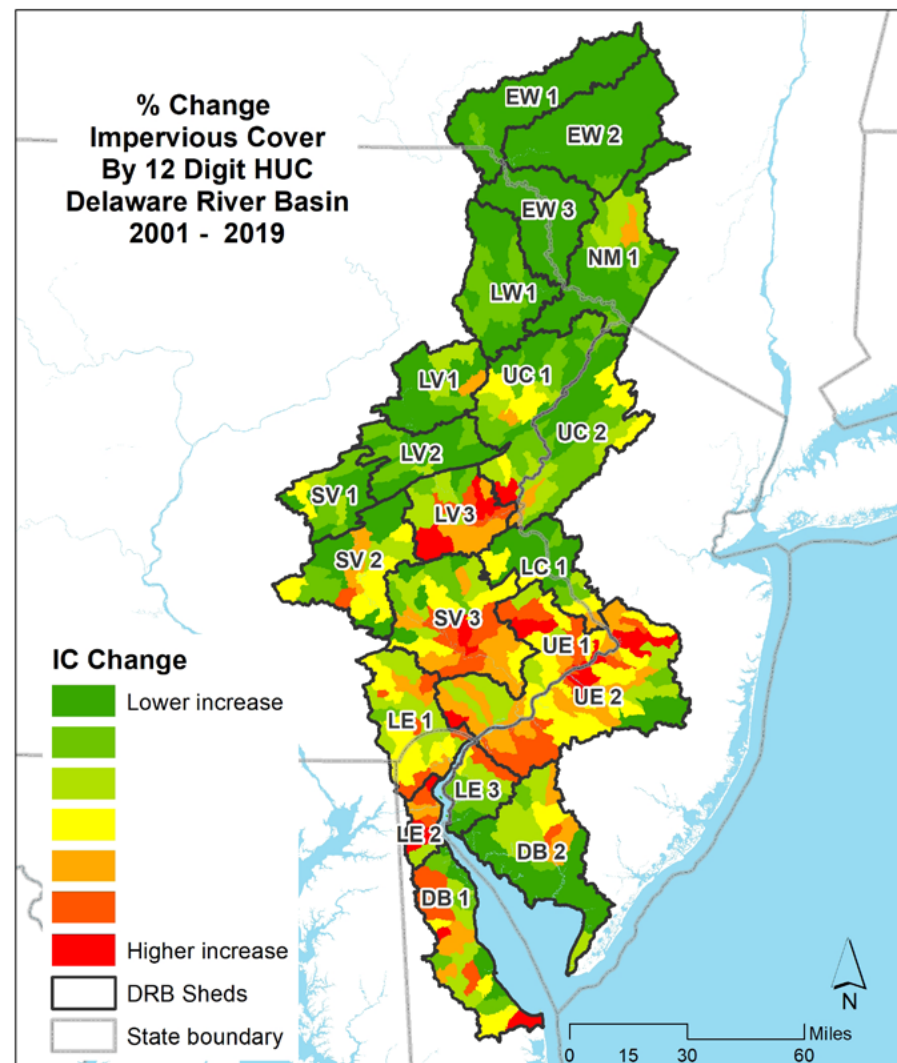 % Change
Impervious Cover
By 12 Digit HUC
Delaware River Basin
2001 - 2019
EW 1
EW 2
EW 3
NM 1
LW 1
LV 1
UC 1
UC 2
LV2
SV 1
LV 3
SV 2
LC 1
SV 3
UE 1
UE 2
LE 1
LE 3
LE 2
DB 2
DB 1
IC Change
Lower increase
Higher increase
DRB Sheds
State boundary
N
Miles
0 15 30 60